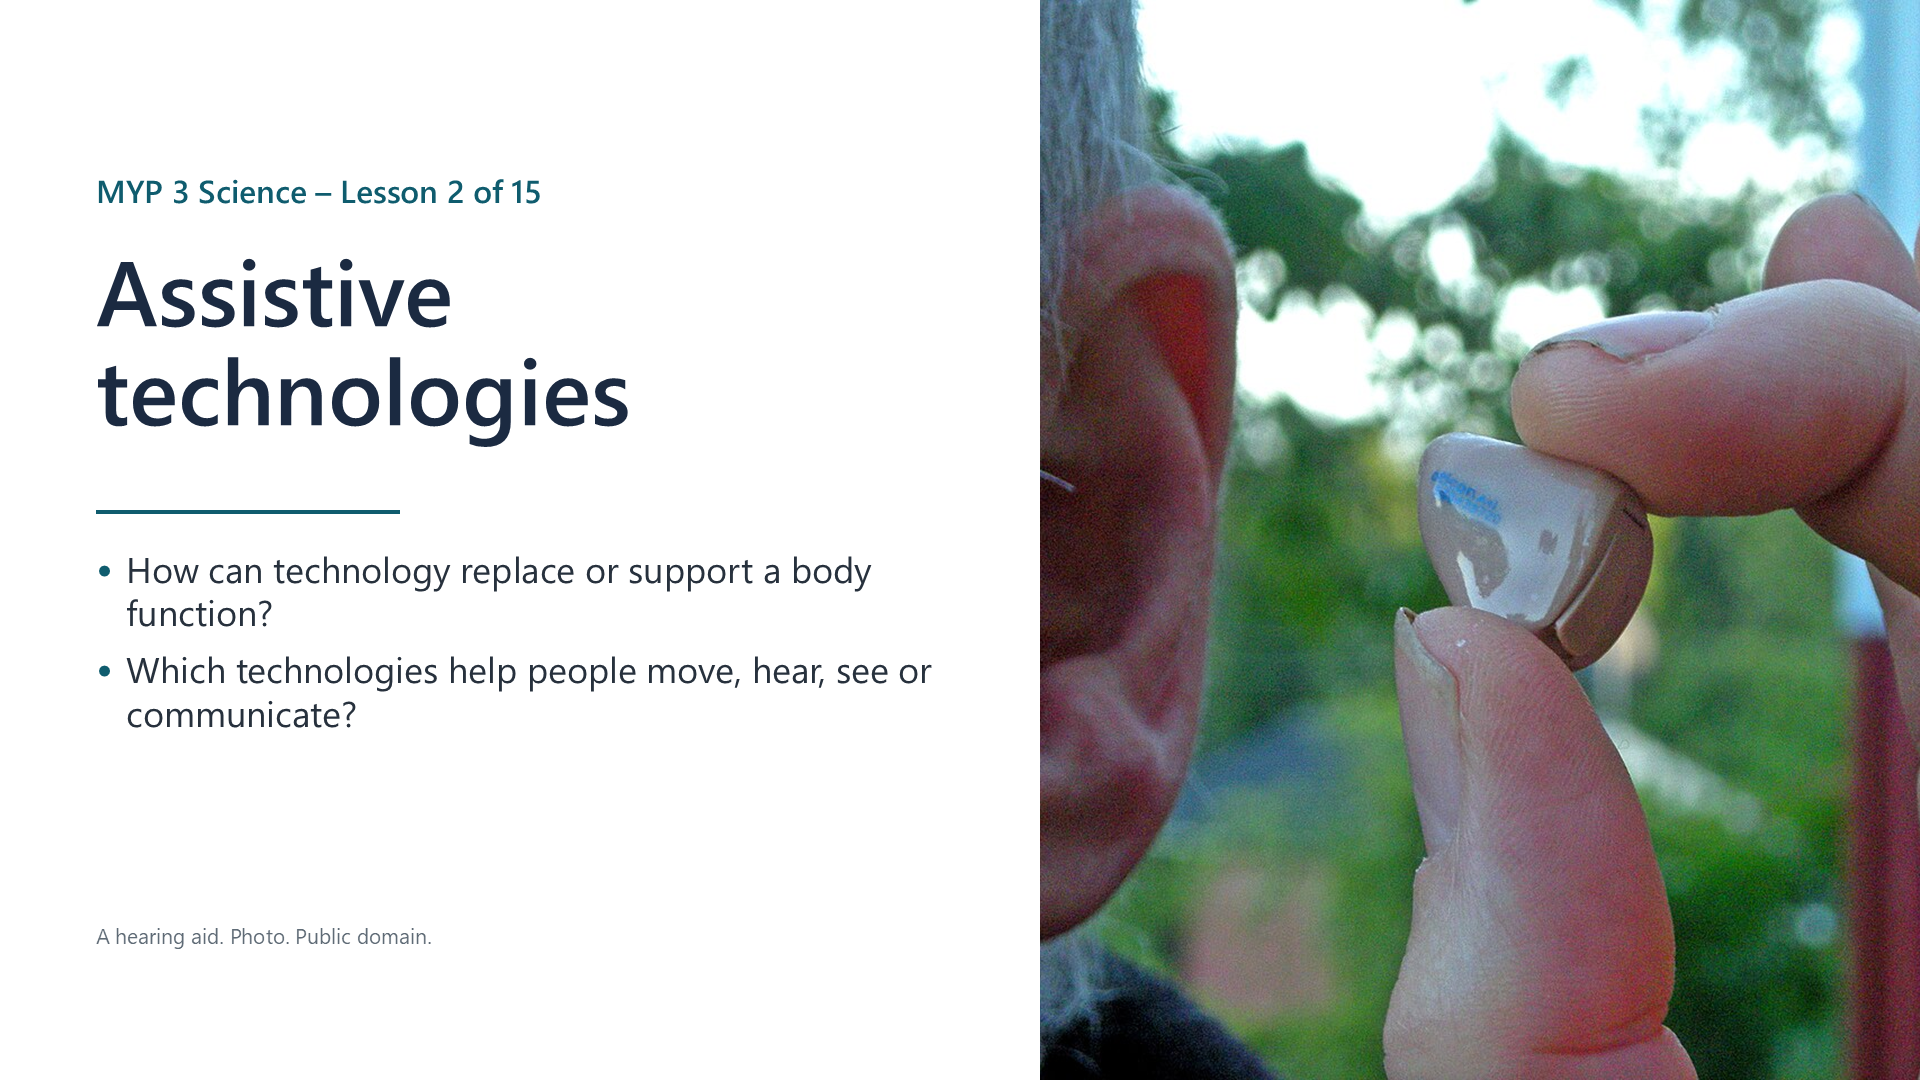 MYP 3 Science – Lesson 2 of 15
Assistive
technologies
• How can technology replace or support a body
function?
• Which technologies help people move, hear, see or
communicate?
A hearing aid. Photo. Public domain.